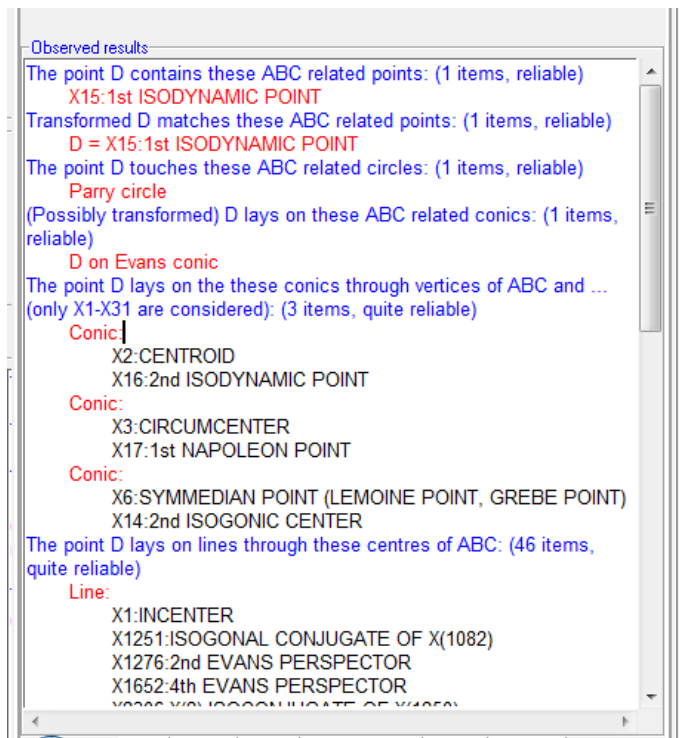 Observed results
The point D contains these ABC related points: (1 items, reliable)
X15:1st ISODYNAMIC POINT
Transformed D matches these ABC related points: (1 items, reliable)
D = X15:1st ISODYNAMIC POINT
The point D touches these ABC related circles: (1 items, reliable)
Parry circle
(Possibly transformed) D lays on these ABC related conics: (1 items,
reliable)
D on Evans conic
The point D lays on the these conics through vertices of ABC and ...
(only X1-X31 are considered): (3 items, quite reliable)
Conic:
X2:CENTROID
X16:2nd ISODYNAMIC POINT
Conic:
X3:CIRCUMCENTER
X17:1st NAPOLEON POINT
Conic:
X6:SYMMEDIAN POINT (LEMOINE POINT, GREBE POINT)
X14:2nd ISOGONIC CENTER
The point D lays on lines through these centres of ABC: (46 items,
quite reliable)
Line:
X1:INCENTER
X1251:ISOGONAL CONJUGATE OF X(1082)
X1276:2nd EVANS PERSPECTOR
X1652:4th EVANS PERSPECTOR